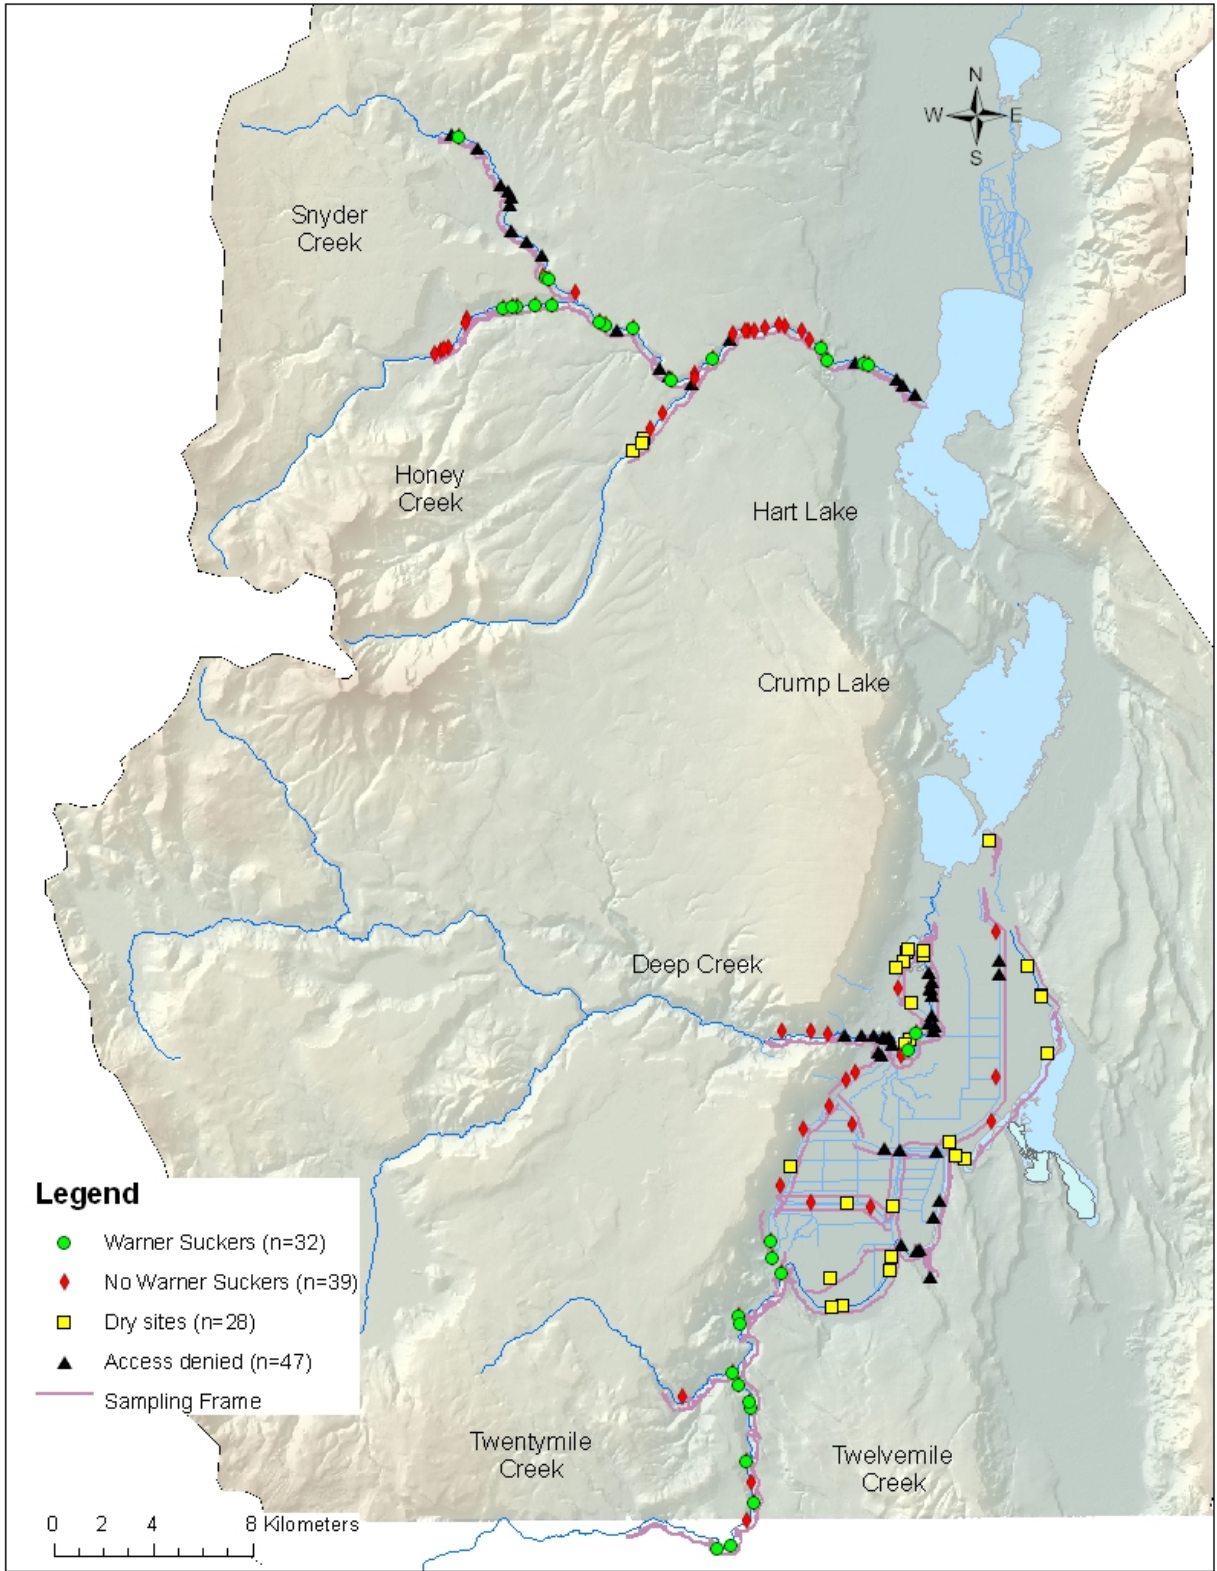 N
W E
S
Snyder
Creek
Honey
Creek
Hart Lake
Crump Lake
Deep Creek
Legend
Warner Suckers (n=32)
No Warner Suckers (n=39)
Dry sites (n=28)
Access denied (n=47)
Sampling Frame
Twentymile
Creek
Twelvemile
Creek
0 2 4 8 Kilometers